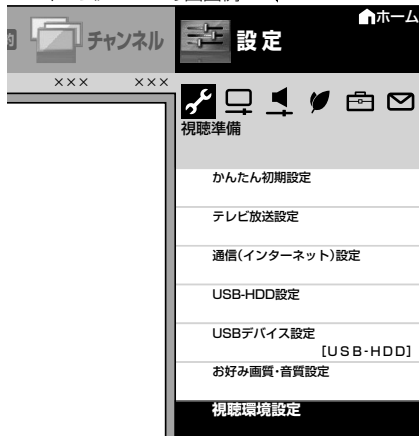 ホーム
的
チャンネル
設定
××× ×××
視聴準備
かんたん初期設定
テレビ放送設定
通信(インターネット)設定
USB-HDD設定
USBデバイス設定
[USB-HDD]
お好み画質・音質設定
視聴環境設定